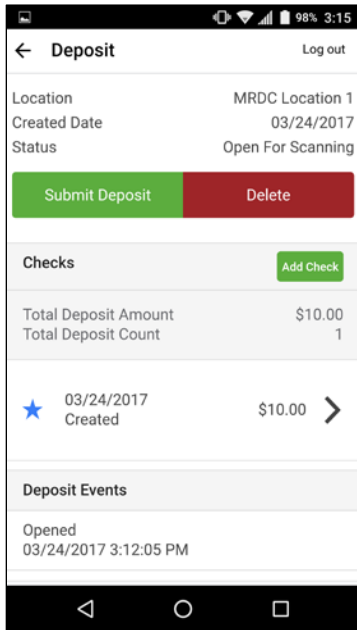 98% 3:15
Deposit Log out
Location MRDC Location 1
Created Date 03/24/2017
Status Open For Scanning
Submit Deposit Delete
Checks Add Check
Total Deposit Amount $10.00
Total Deposit Count 1
03/24/2017
Created $10.00
Deposit Events
Opened
03/24/2017 3:12:05 PM